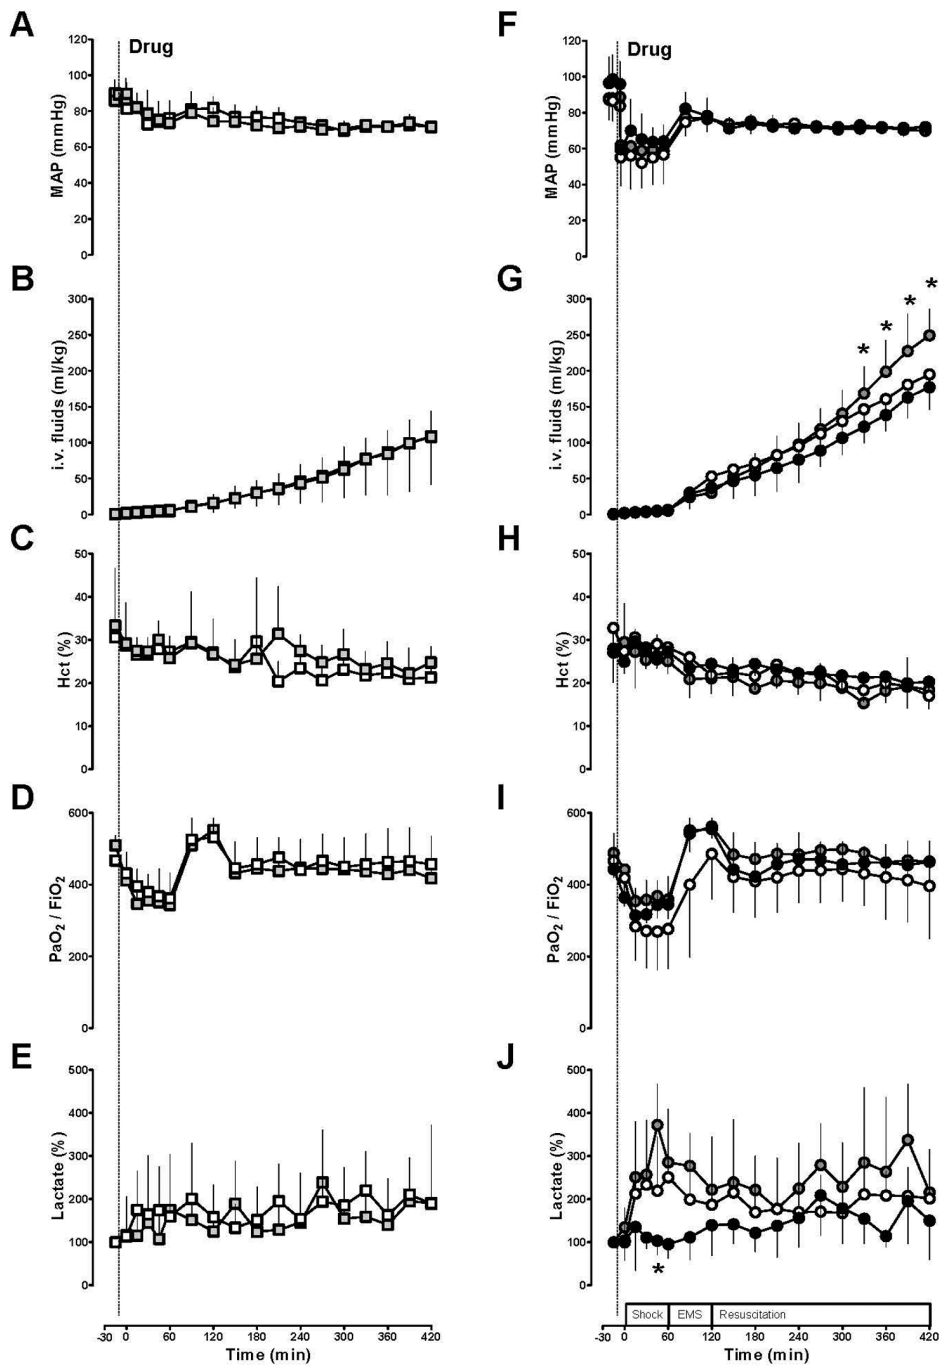 A
F
Drug
Drug
MAP (mmHg)
120
100
80
60
40
20
0
MAP (mmHg)
120
100
80
60
40
20
0
B
G
i.v. fluids (ml/kg)
300
250
200
150
100
50
0
i.v. fluids (ml/kg)
300
250
200
150
100
50
0
* * * *
C
H
Hct (%)
50
40
30
20
10
0
Hct (%)
50
40
30
20
10
0
D
I
PaO2 / FiO2
600
400
200
0
PaO2 / FiO2
600
400
200
0
E
J
Lactate (%)
500
400
300
200
100
0
Lactate (%)
500
400
300
200
100
0
*
Shock EMS Resuscitation
-30 0 60 120 180 240 300 360 420
Time (min)
-30 0 60 120 180 240 300 360 420
Time (min)